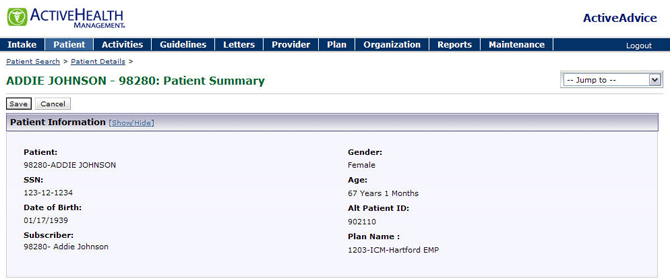 ACTIVEHEALTH
MANAGEMENT
ActiveAdvice
Intake Patient Activities Guidelines Letters Provider Plan Organization Reports Maintenance Logout
Patient Search > Patient Details >
ADDIE JOHNSON - 98280: Patient Summary
-- Jump to --
Save Cancel
Patient Information [Show/Hide]
Patient: Gender:
98280-ADDIE JOHNSON Female
SSN: Age:
123-12-1234 67 Years 1 Months
Date of Birth: Alt Patient ID:
01/17/1939 902110
Subscriber: Plan Name :
98280- Addie Johnson 1203-ICM-Hartford EMP